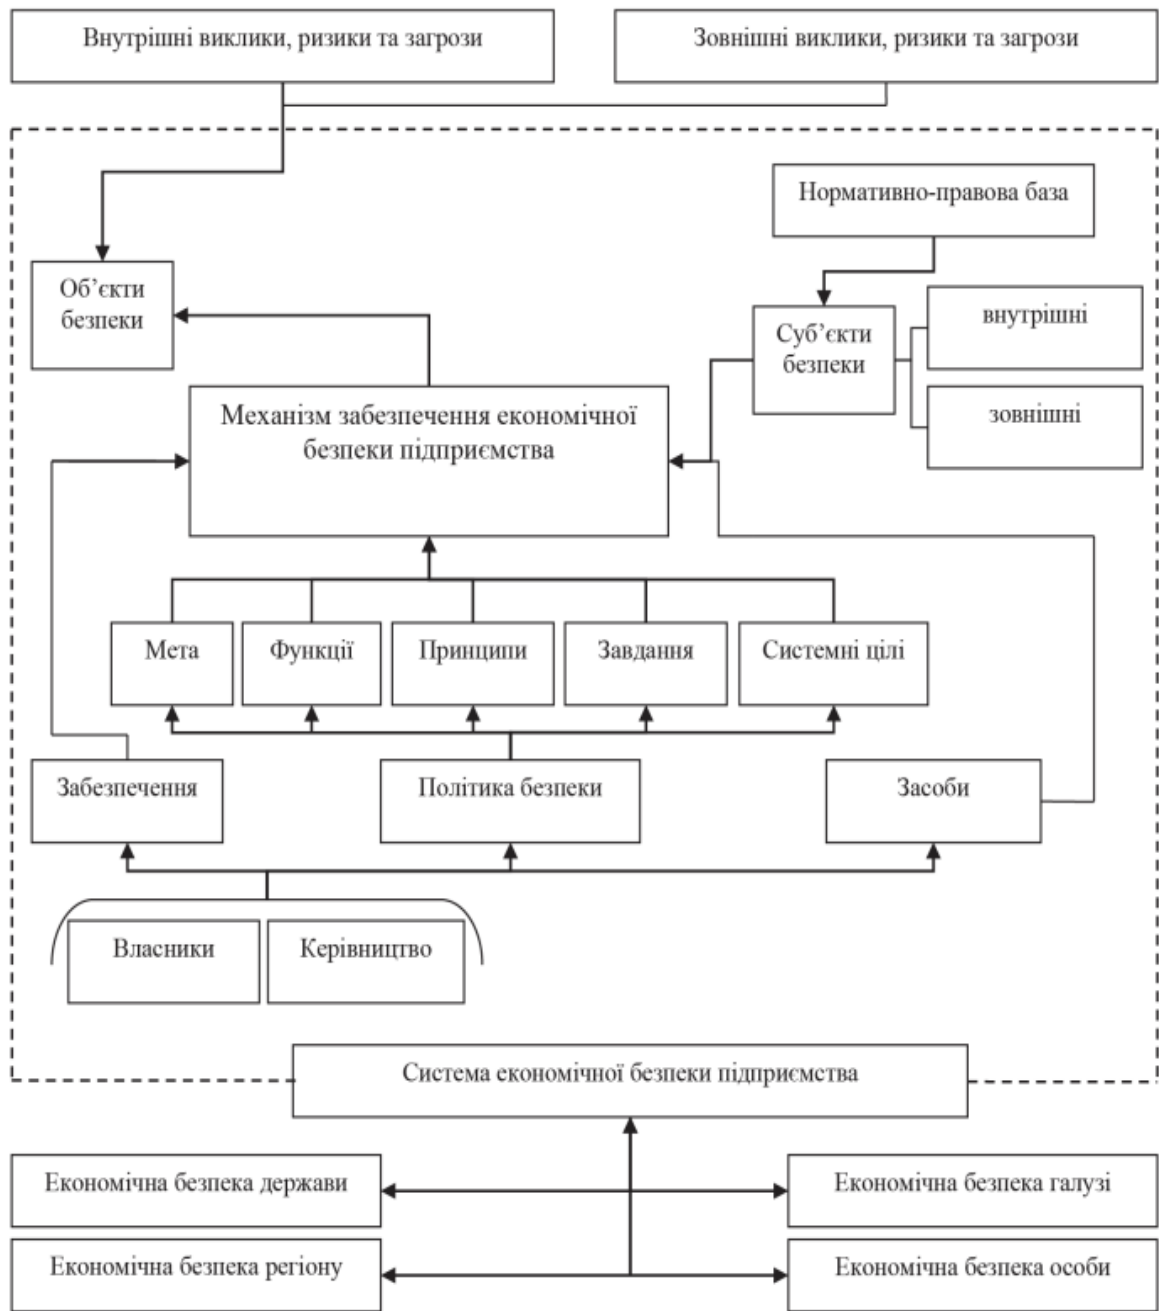 Внутрішні виклики, ризики та загрози
Зовнішні виклики, ризики та загрози
Нормативно-правова база
Об’єкти
безпеки
Суб’єкти
безпеки
внутрішні
зовнішні
Механізм забезпечення економічної
безпеки підприємства
Мета
Функції
Принципи
Завдання
Системні цілі
Забезпечення
Політика безпеки
Засоби
Власники
Керівництво
Система економічної безпеки підприємства
Економічна безпека держави
Економічна безпека галузі
Економічна безпека регіону
Економічна безпека особи